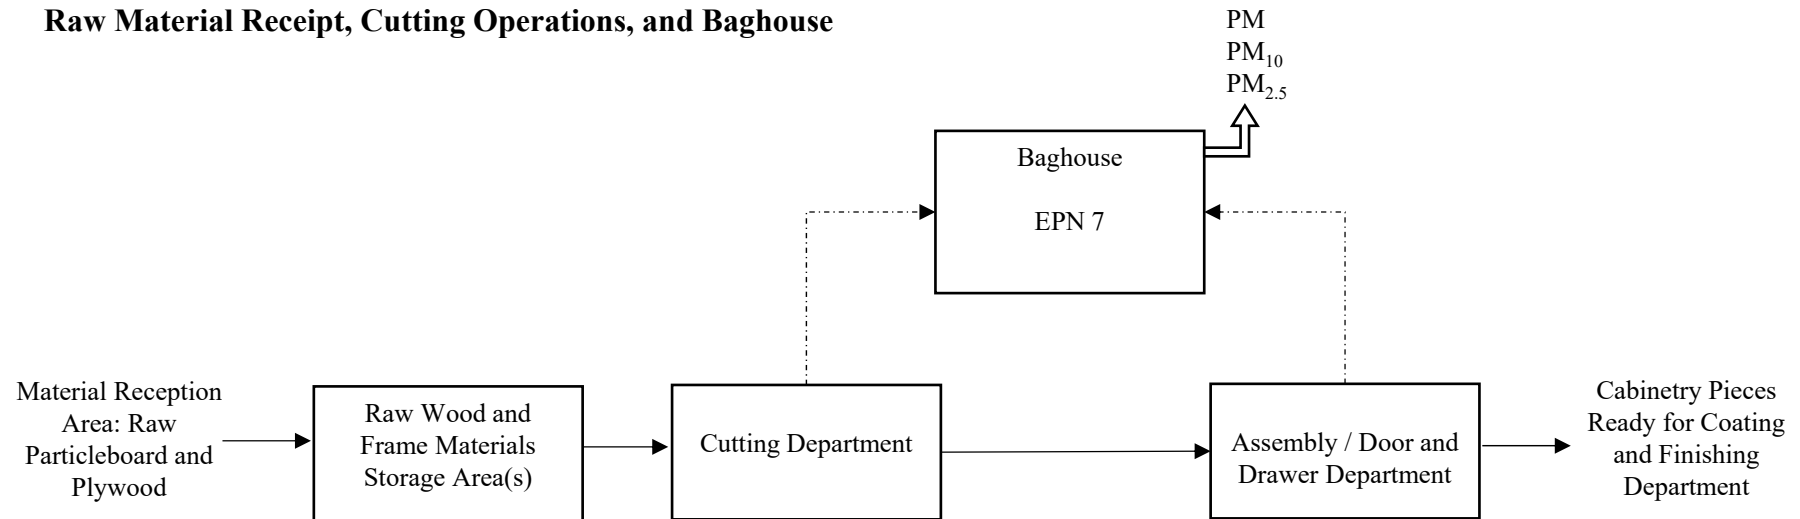 Raw Material Receipt, Cutting Operations, and Baghouse
PM
PM₁₀
PM₂.₅
Baghouse
EPN 7
Material Reception
Area: Raw
Particleboard and
Plywood
Raw Wood and
Frame Materials
Storage Area(s)
Cutting Department
Assembly / Door and
Drawer Department
Cabinetry Pieces
Ready for Coating
and Finishing
Department